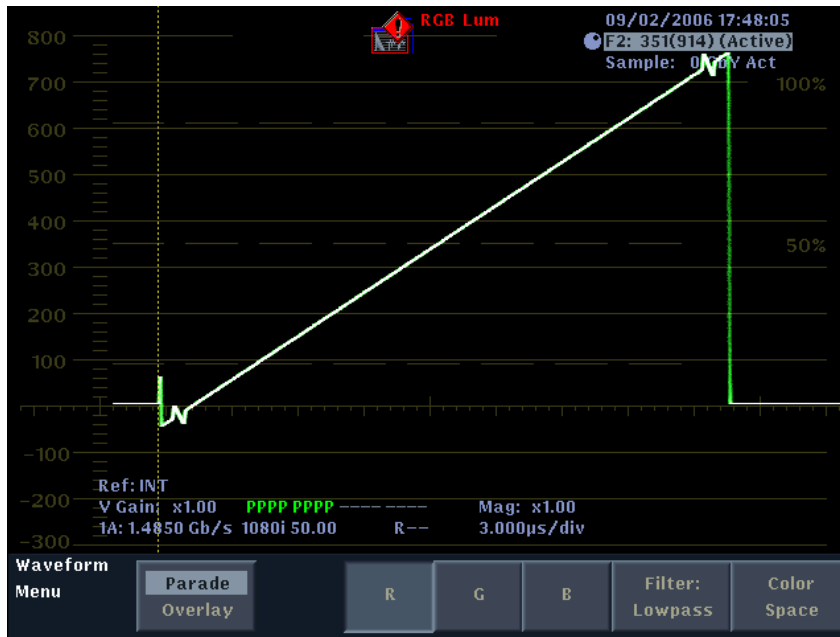 RGB Lum
09/02/2006 17:48:05
F2: 351(914) (Active)
Sample: 0 CbY Act
800
700
100%
600
500
400
50%
300
200
100
-100
-200
-300
Ref: INT
V Gain: x1.00 PPPP PPPP ---- ---- Mag: x1.00
1A: 1.4850 Gb/s 1080i 50.00 R-- 3.000µs/div
Waveform
Menu
Parade
Overlay
R
G
B
Filter:
Lowpass
Color
Space